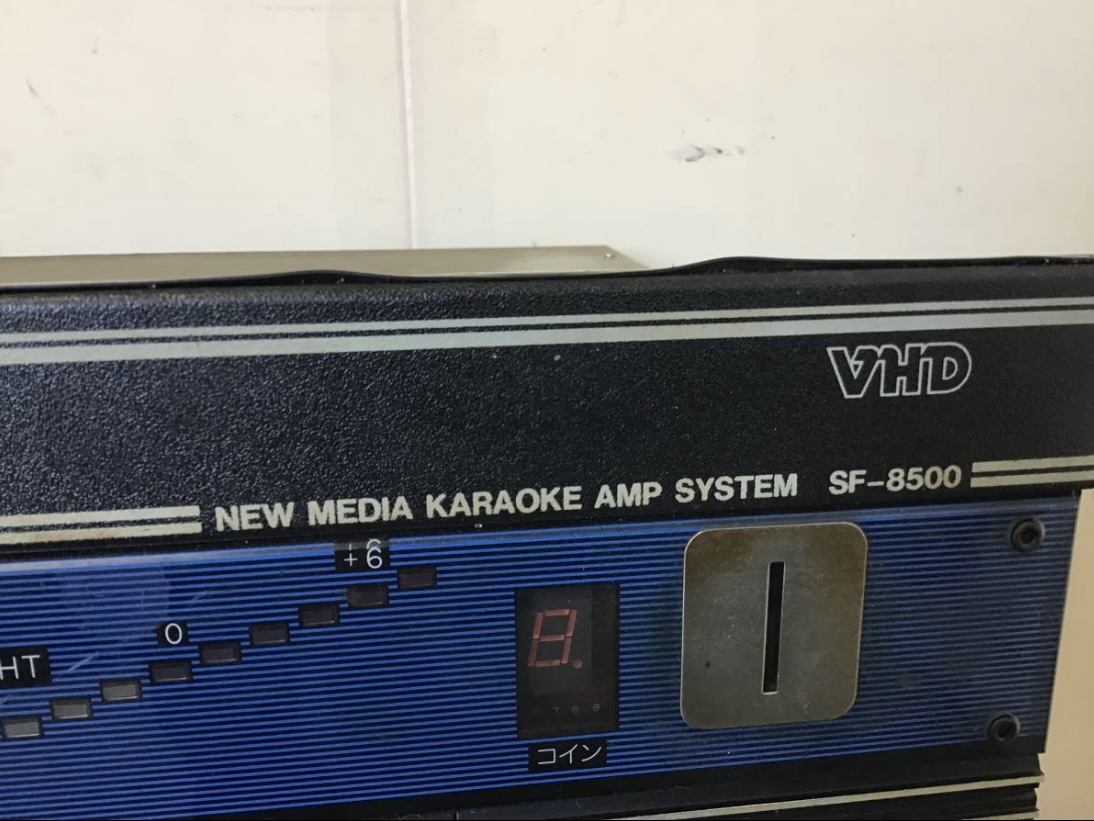 VHD
NEW MEDIA KARAOKE AMP SYSTEM SF-8500
+6
0
HT
8.
コイン